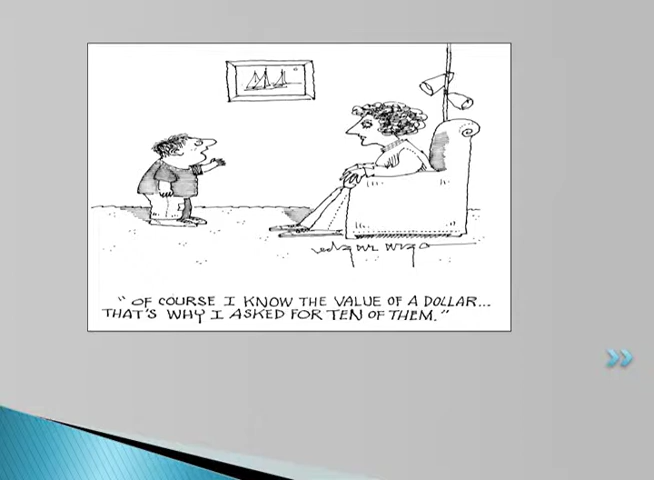 "OF COURSE I KNOW THE VALUE OF A DOLLAR...
THAT'S WHY I ASKED FOR TEN OF THEM."